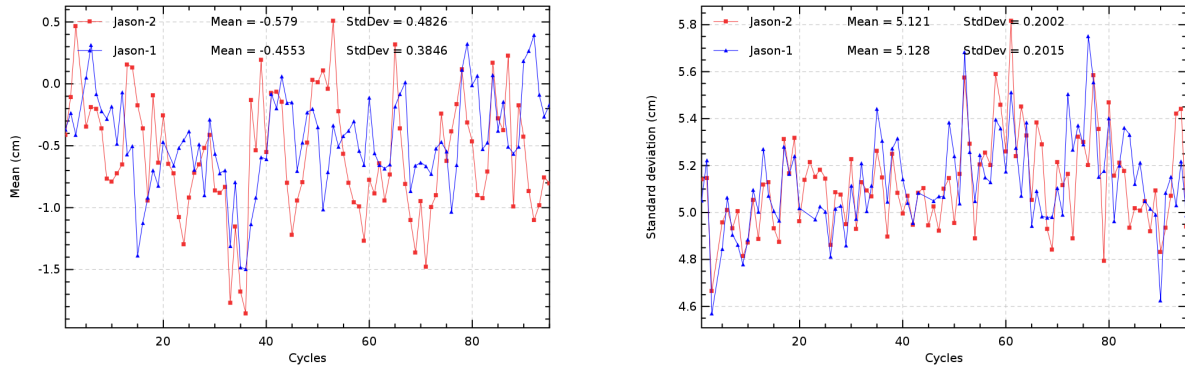 0.5
0.0
-0.5
-1.0
-1.5
Mean (cm)
Jason-2 Mean = -0.579 StdDev = 0.4826
Jason-1 Mean = -0.4553 StdDev = 0.3846
20 40 60 80
Cycles
5.8
5.6
5.4
5.2
5.0
4.8
4.6
Standard deviation (cm)
Jason-2 Mean = 5.121 StdDev = 0.2002
Jason-1 Mean = 5.128 StdDev = 0.2015
20 40 60 80
Cycles